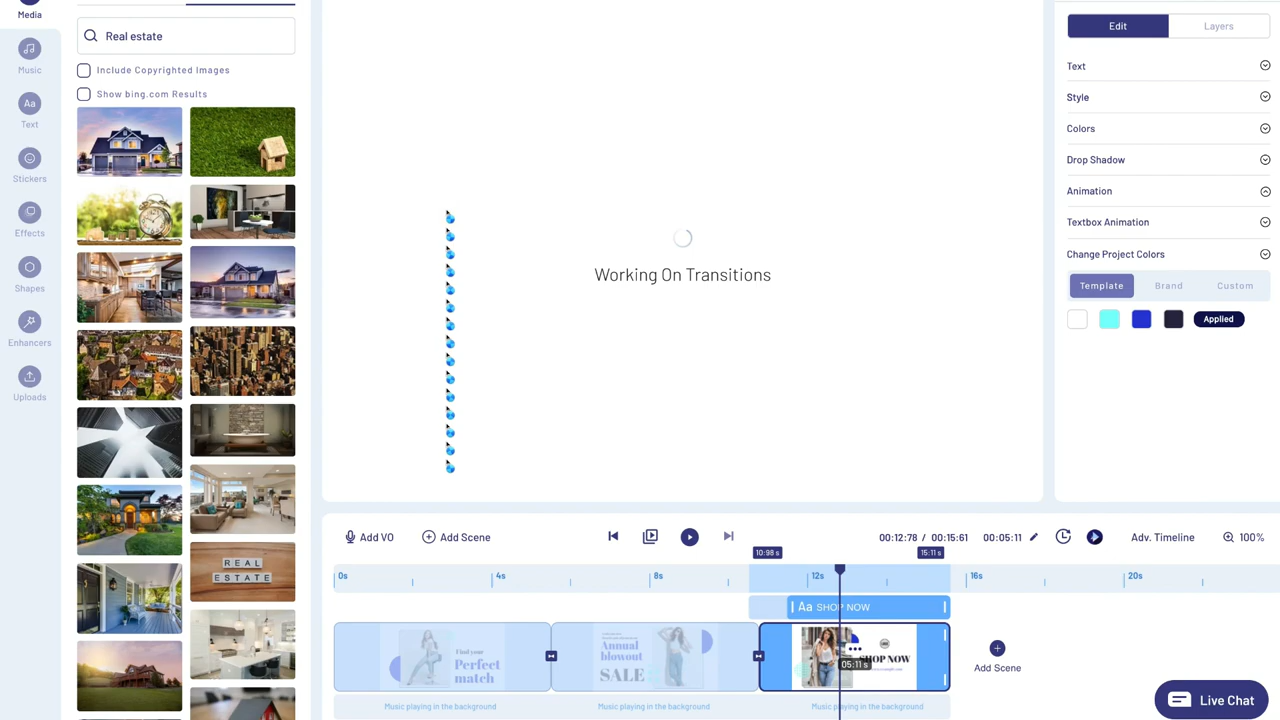 Media
Music
Aa
Text
Stickers
Effects
Shapes
Enhancers
Uploads
Real estate
Include Copyrighted Images
Show bing.com Results
REAL
ESTATE
Working On Transitions
Edit
Layers
Text
Style
Colors
Drop Shadow
Animation
Textbox Animation
Change Project Colors
Template
Brand
Custom
Applied
Add VO
Add Scene
00:12:78 / 00:15:61
00:05:11
Adv. Timeline
100%
10:98 s
15:11 s
0s
4s
8s
12s
16s
20s
Aa SHOP NOW
Find your
Perfect
match
Annual
blowout
SALE
SHOP NOW
05:11 s
Add Scene
Music playing in the background
Music playing in the background
Music playing in the background
Live Chat